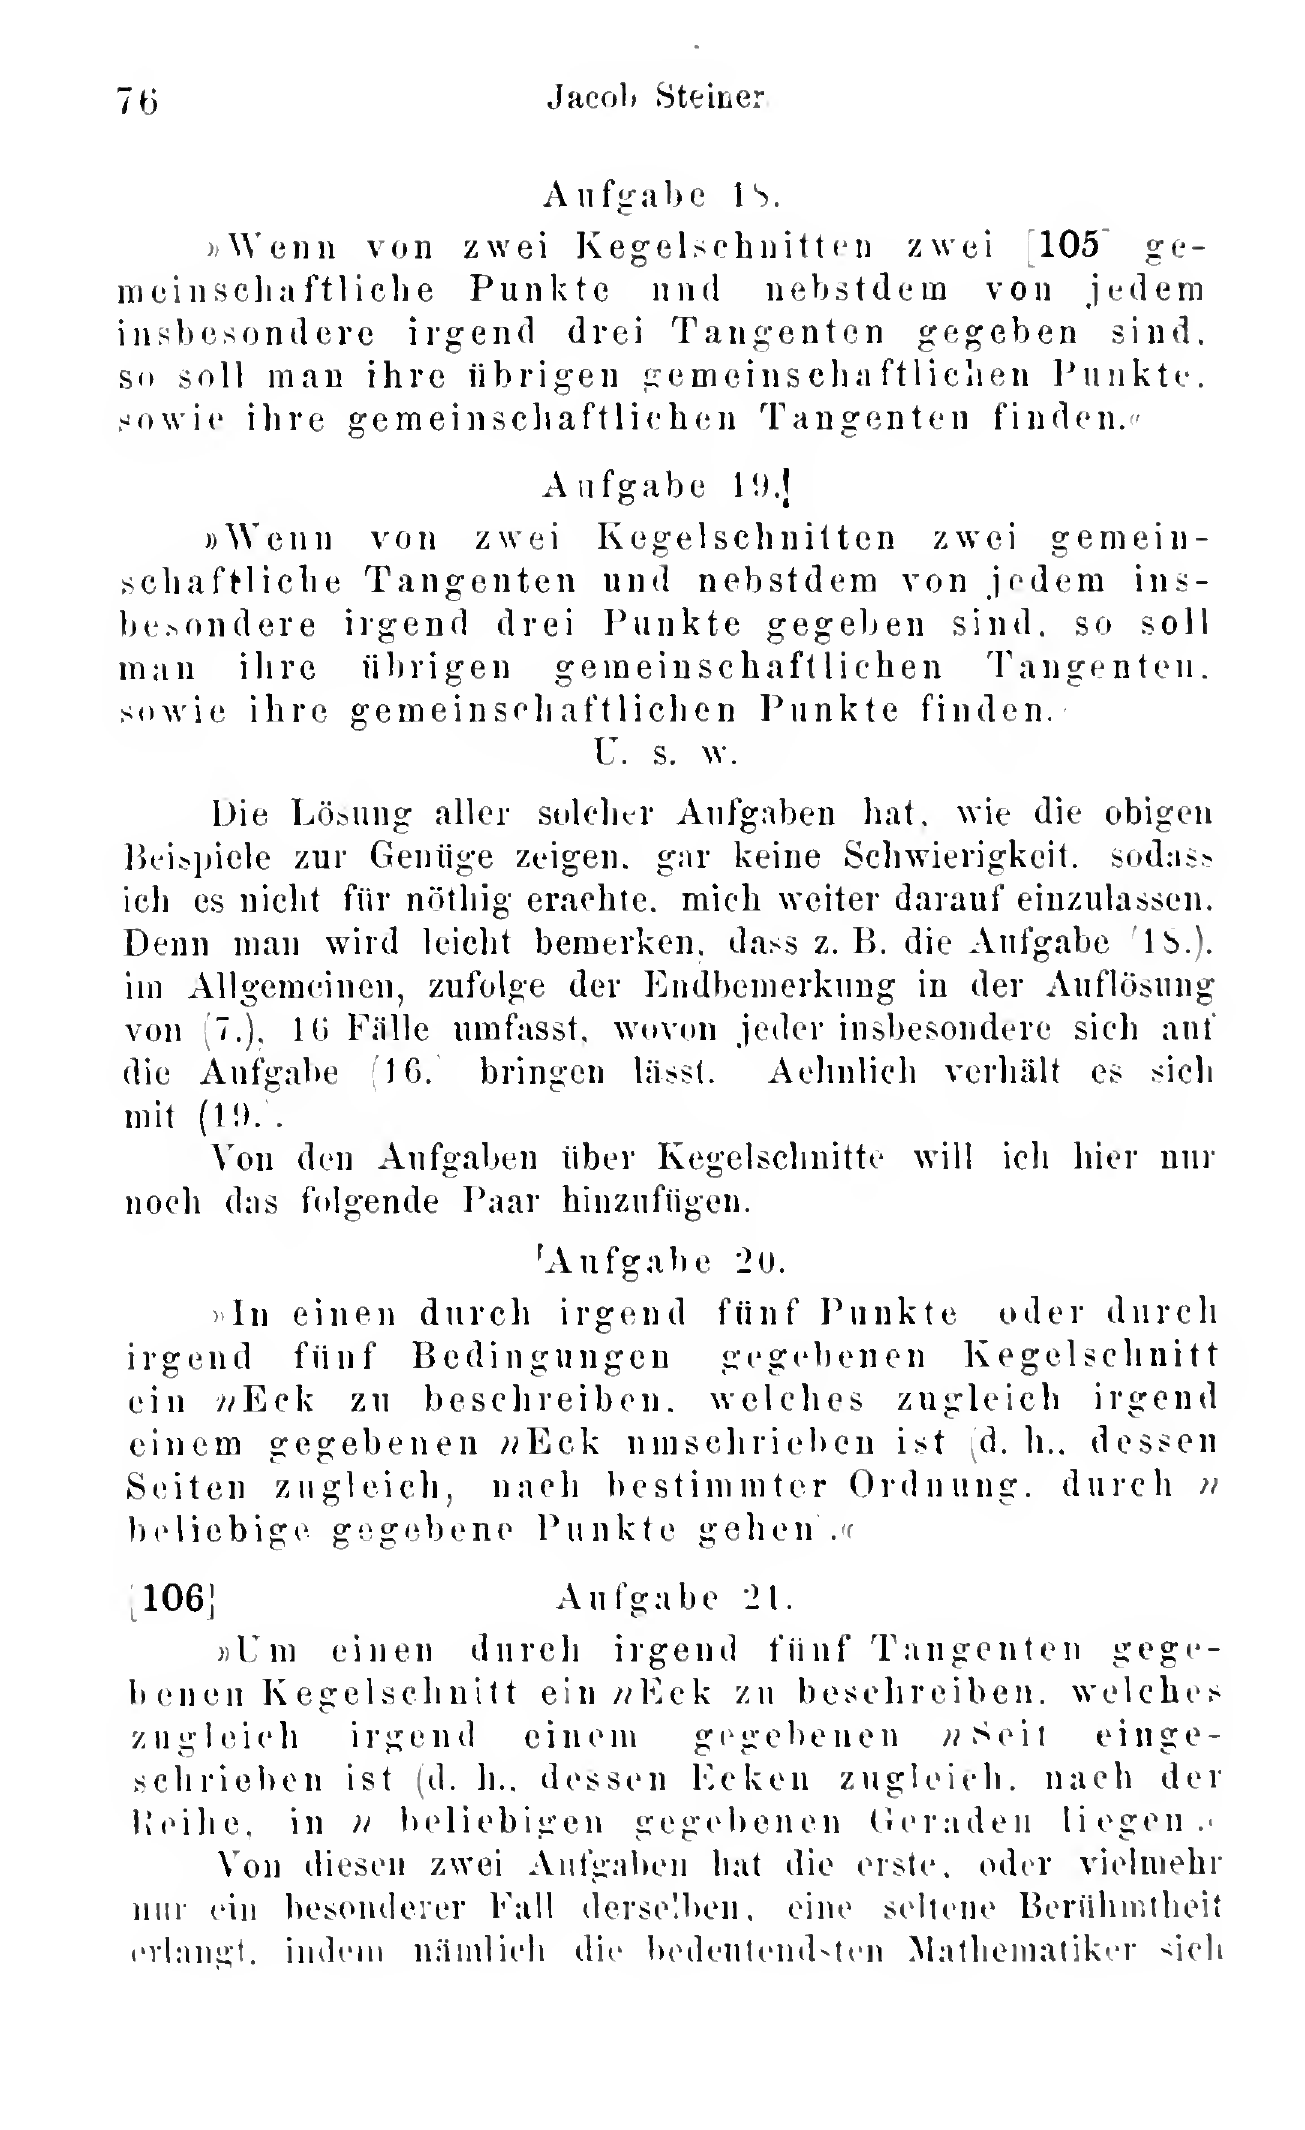 76 Jacob Steiner
Aufgabe 18.
»Wenn von zwei Kegelschnitten zwei [105] ge-
meinschaftliche Punkte und nebstdem von jedem
insbesondere irgend drei Tangenten gegeben sind,
so soll man ihre übrigen gemeinschaftlichen Punkte,
sowie ihre gemeinschaftlichen Tangenten finden.«
Aufgabe 19.
»Wenn von zwei Kegelschnitten zwei gemein-
schaftliche Tangenten und nebstdem von jedem ins-
besondere irgend drei Punkte gegeben sind, so soll
man ihre übrigen gemeinschaftlichen Tangenten,
sowie ihre gemeinschaftlichen Punkte finden.
U. s. w.
Die Lösung aller solcher Aufgaben hat, wie die obigen
Beispiele zur Genüge zeigen, gar keine Schwierigkeit, sodass
ich es nicht für nöthig erachte, mich weiter darauf einzulassen.
Denn man wird leicht bemerken, dass z. B. die Aufgabe (18.),
im Allgemeinen, zufolge der Endbemerkung in der Auflösung
von (7.), 16 Fälle umfasst, wovon jeder insbesondere sich auf
die Aufgabe (16.) bringen lässt. Aehnlich verhält es sich
mit (19.).
Von den Aufgaben über Kegelschnitte will ich hier nur
noch das folgende Paar hinzufügen.
Aufgabe 20.
»In einen durch irgend fünf Punkte oder durch
irgend fünf Bedingungen gegebenen Kegelschnitt
ein nEck zu beschreiben, welches zugleich irgend
einem gegebenen nEck umschrieben ist (d. h., dessen
Seiten zugleich, nach bestimmter Ordnung, durch n
beliebige gegebene Punkte gehen).«
[106] Aufgabe 21.
»Um einen durch irgend fünf Tangenten gege-
benen Kegelschnitt ein nEck zu beschreiben, welches
zugleich irgend einem gegebenen nSeit einge-
schrieben ist (d. h., dessen Ecken zugleich, nach der
Reihe, in n beliebigen gegebenen Geraden liegen).«
Von diesen zwei Aufgaben hat die erste, oder vielmehr
nur ein besonderer Fall derselben, eine seltene Berühmtheit
erlangt, indem nämlich die bedeutendsten Mathematiker sich